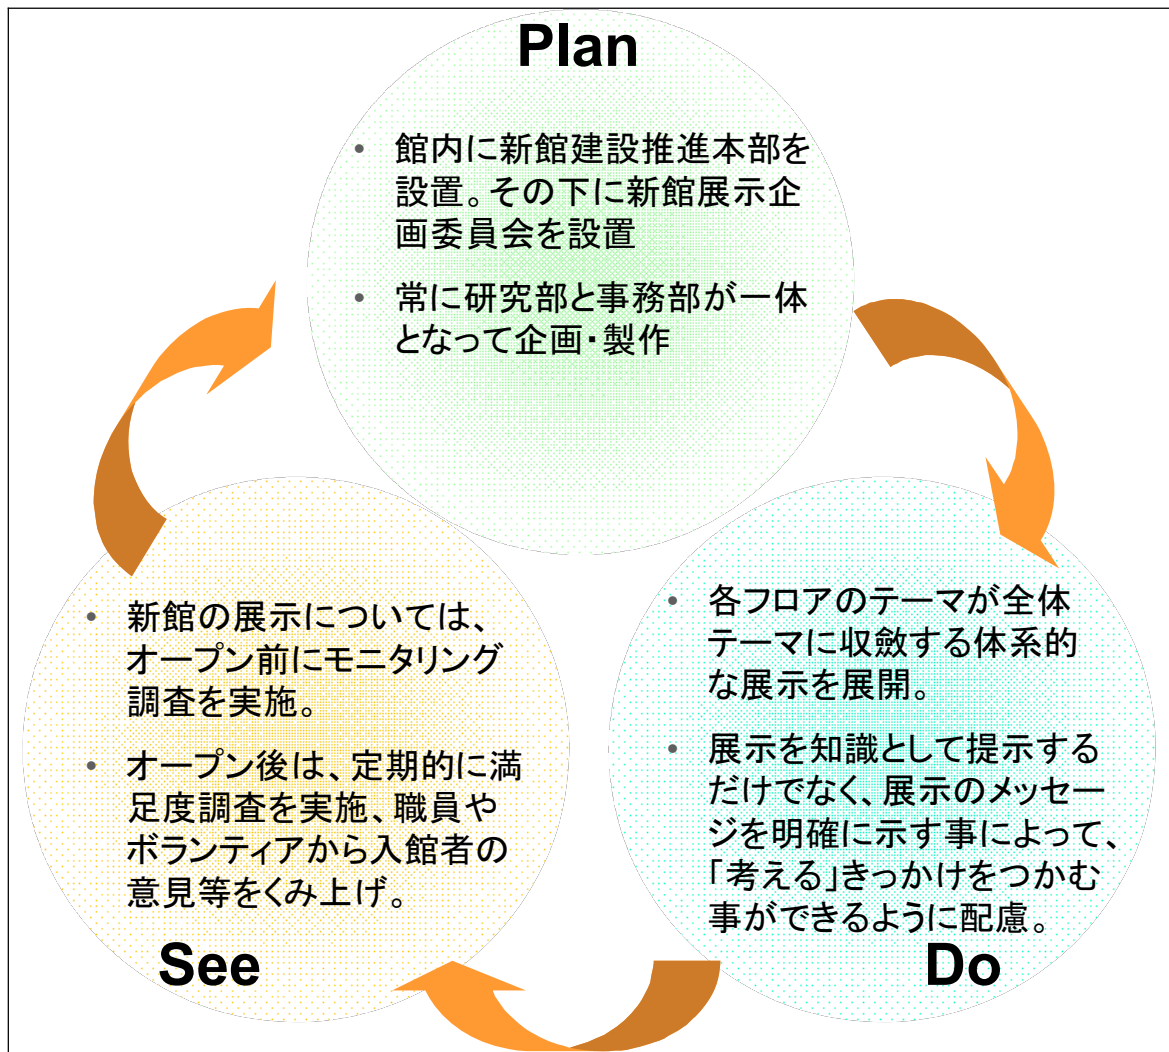 Plan
• 館内に新館建設推進本部を
設置。その下に新館展示企
画委員会を設置
• 常に研究部と事務部が一体
となって企画・製作
• 新館の展示については、
オープン前にモニタリング
調査を実施。
• オープン後は、定期的に満
足度調査を実施、職員や
ボランティアから入館者の
意見等をくみ上げ。
See
• 各フロアのテーマが全体
テーマに収斂する体系的
な展示を展開。
• 展示を知識として提示する
だけでなく、展示のメッセー
ジを明確に示す事によって、
「考える」きっかけをつかむ
事ができるように配慮。
Do